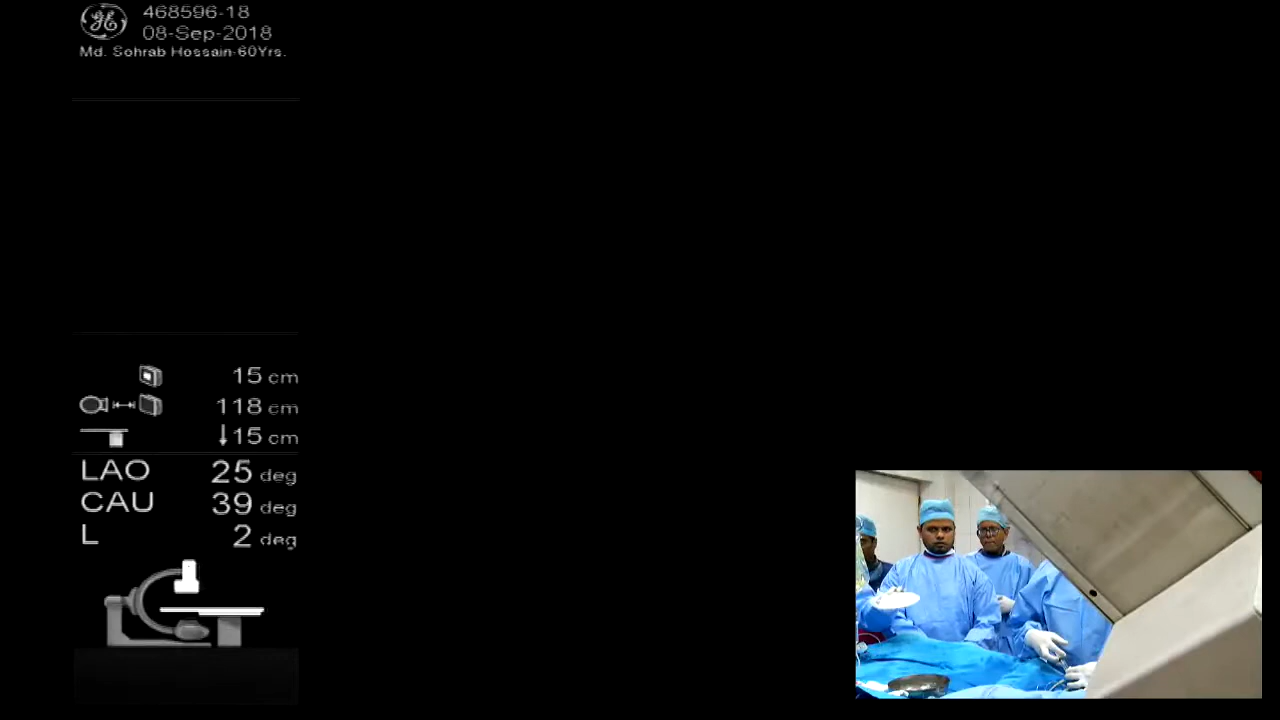 468596-18
08-Sep-2018
Md. Sohrab Hossain-60Yrs.
15 cm
118 cm
↓15 cm
LAO 25 deg
CAU 39 deg
L 2 deg